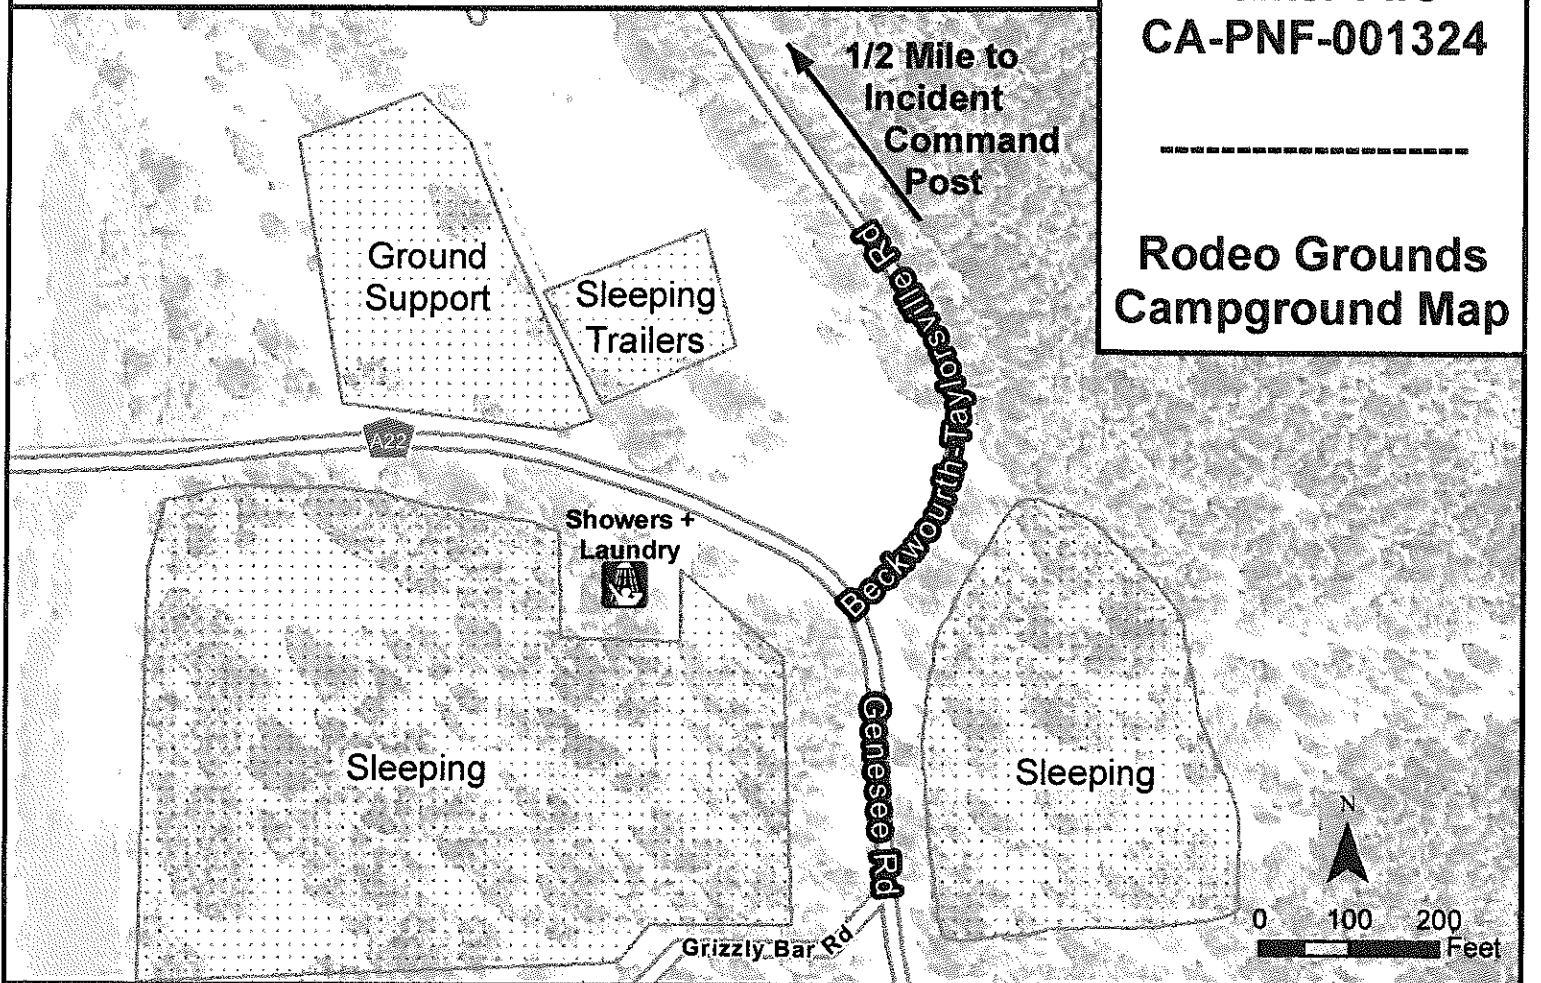 CA-PNF-001324
Rodeo Grounds
Campground Map
1/2 Mile to
Incident
Command
Post
Ground
Support
Sleeping
Trailers
Beckwourth-Taylorsville Rd
A22
Showers +
Laundry
Sleeping
Genesee Rd
Sleeping
Grizzly Bar Rd
N
0 100 200
Feet